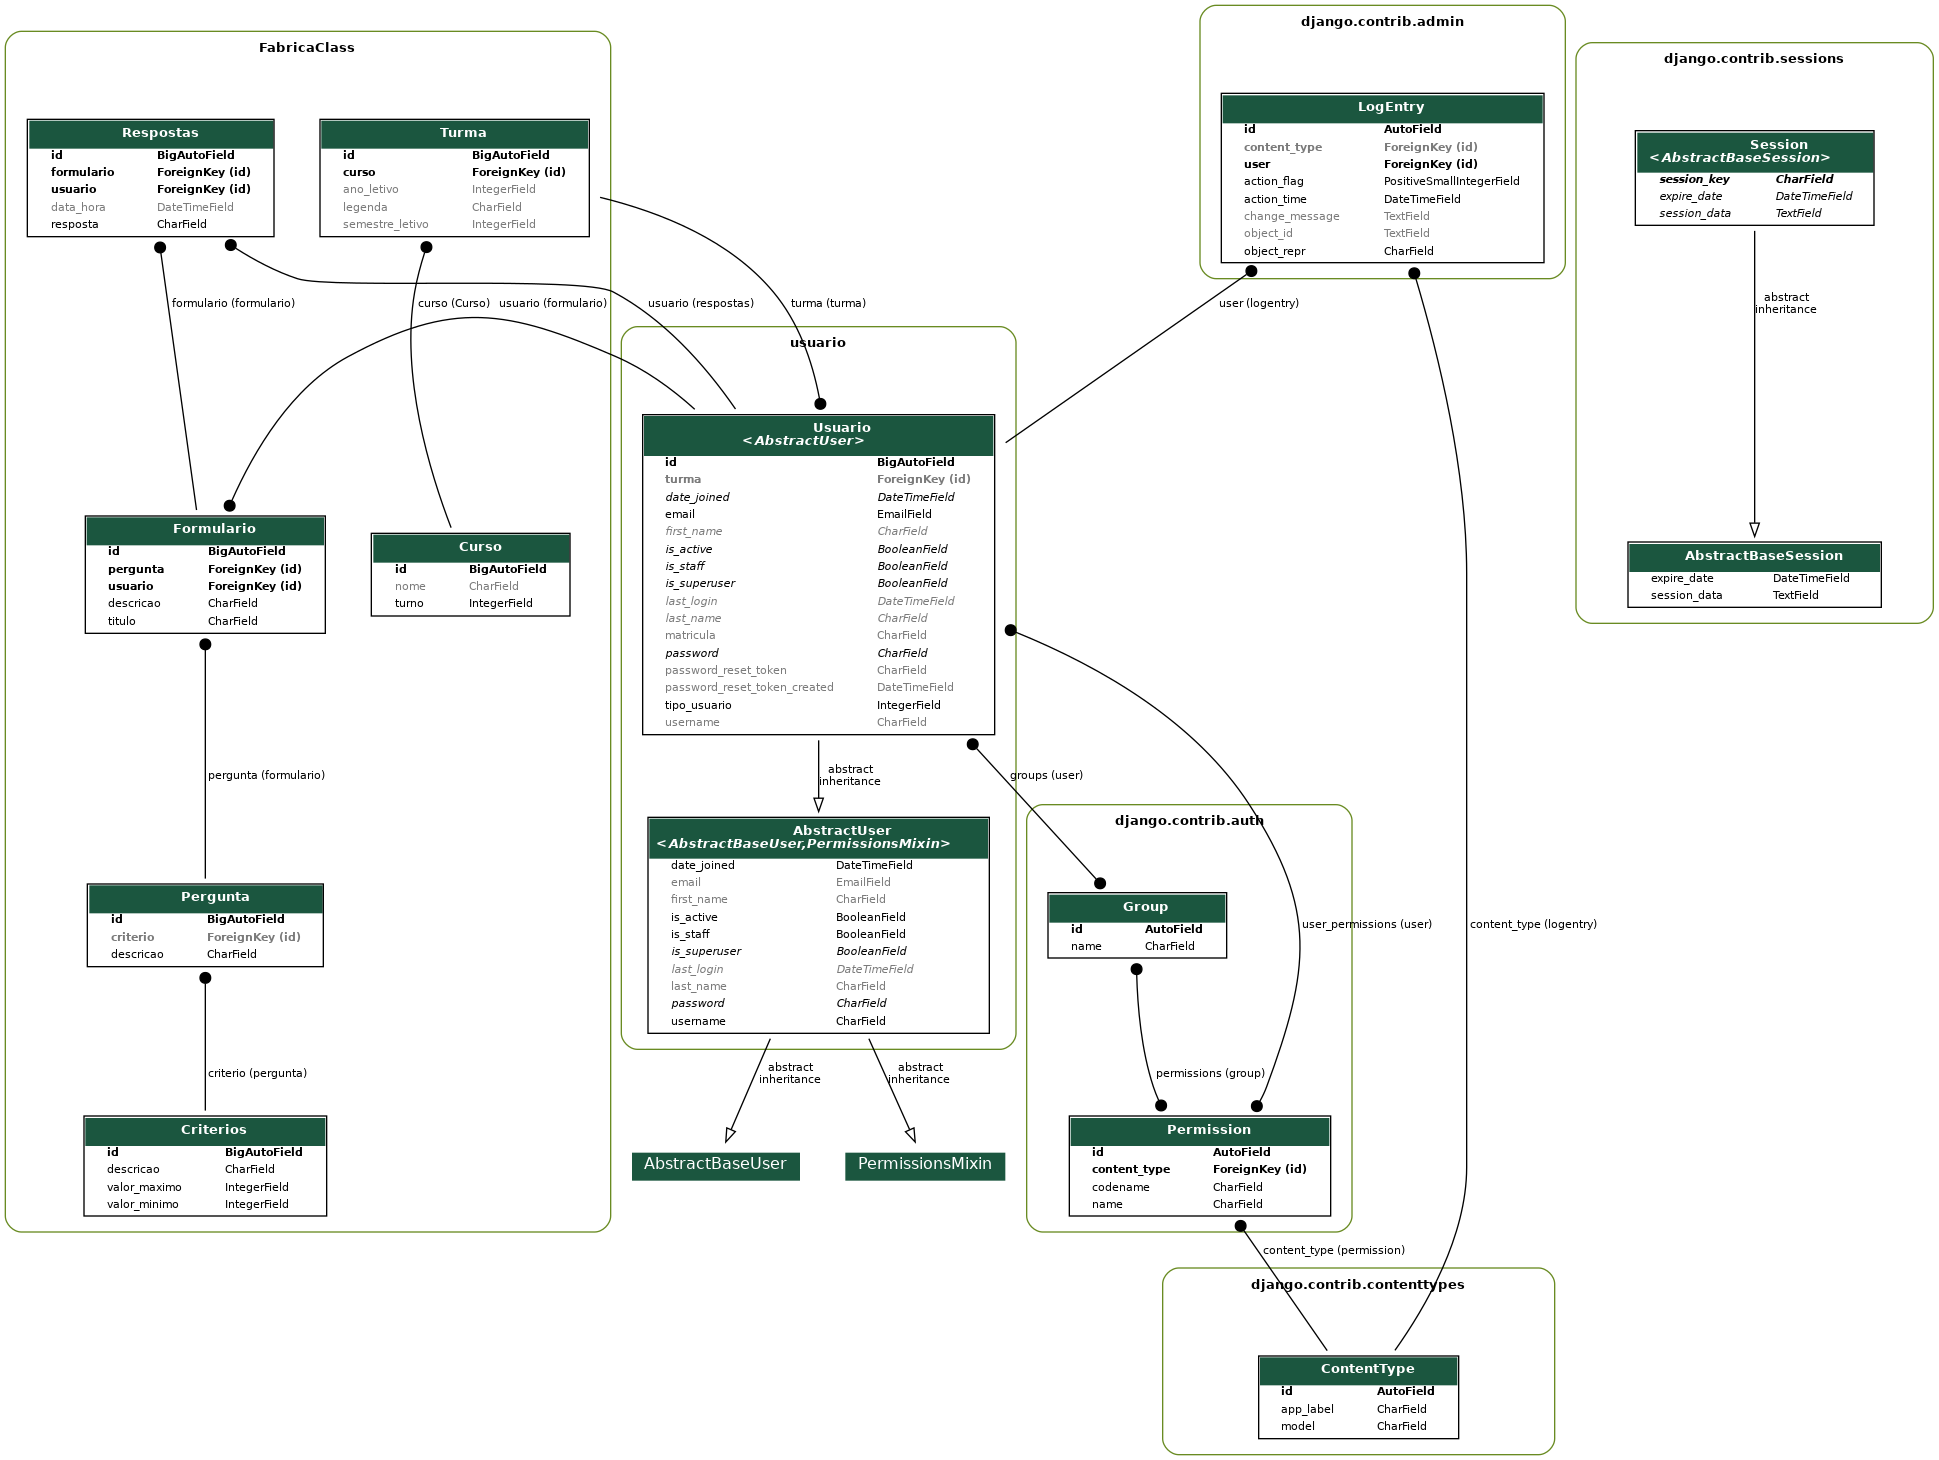 FabricaClass
Respostas
id BigAutoField
formulario ForeignKey (id)
usuario ForeignKey (id)
data_hora DateTimeField
resposta CharField
Turma
id BigAutoField
curso ForeignKey (id)
ano_letivo IntegerField
legenda CharField
semestre_letivo IntegerField
formulario (formulario)
curso (Curso)
usuario (formulario)
usuario (respostas)
turma (turma)
Formulario
id BigAutoField
pergunta ForeignKey (id)
usuario ForeignKey (id)
descricao CharField
titulo CharField
Curso
id BigAutoField
nome CharField
turno IntegerField
pergunta (formulario)
Pergunta
id BigAutoField
criterio ForeignKey (id)
descricao CharField
criterio (pergunta)
Criterios
id BigAutoField
descricao CharField
valor_maximo IntegerField
valor_minimo IntegerField
usuario
Usuario
<AbstractUser>
id BigAutoField
turma ForeignKey (id)
date_joined DateTimeField
email EmailField
first_name CharField
is_active BooleanField
is_staff BooleanField
is_superuser BooleanField
last_login DateTimeField
last_name CharField
matricula CharField
password CharField
password_reset_token CharField
password_reset_token_created DateTimeField
tipo_usuario IntegerField
username CharField
abstract
inheritance
AbstractUser
<AbstractBaseUser,PermissionsMixin>
date_joined DateTimeField
email EmailField
first_name CharField
is_active BooleanField
is_staff BooleanField
is_superuser BooleanField
last_login DateTimeField
last_name CharField
password CharField
username CharField
abstract
inheritance
abstract
inheritance
AbstractBaseUser
PermissionsMixin
django.contrib.admin
LogEntry
id AutoField
content_type ForeignKey (id)
user ForeignKey (id)
action_flag PositiveSmallIntegerField
action_time DateTimeField
change_message TextField
object_id TextField
object_repr CharField
user (logentry)
groups (user)
user_permissions (user)
content_type (logentry)
django.contrib.auth
Group
id AutoField
name CharField
permissions (group)
Permission
id AutoField
content_type ForeignKey (id)
codename CharField
name CharField
content_type (permission)
django.contrib.contenttypes
ContentType
id AutoField
app_label CharField
model CharField
django.contrib.sessions
Session
<AbstractBaseSession>
session_key CharField
expire_date DateTimeField
session_data TextField
abstract
inheritance
AbstractBaseSession
expire_date DateTimeField
session_data TextField